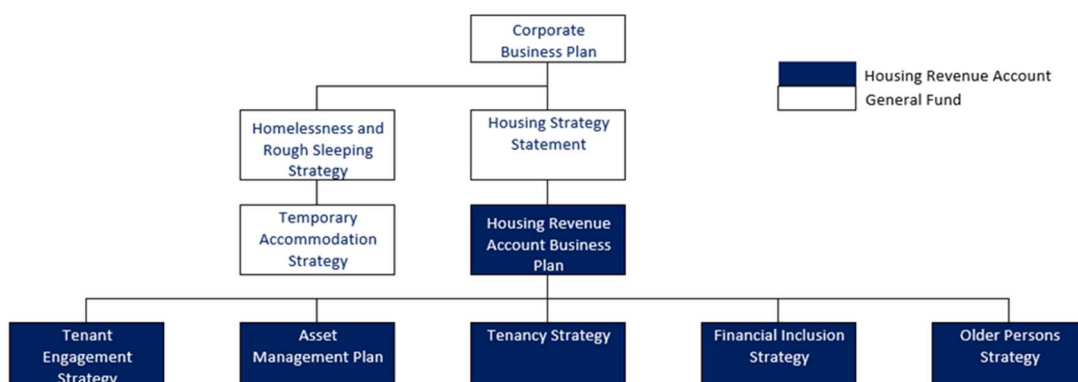 Corporate
Business Plan
Housing Revenue Account
General Fund
Homelessness and
Rough Sleeping
Strategy
Housing Strategy
Statement
Temporary
Accommodation
Strategy
Housing Revenue
Account Business
Plan
Tenant
Engagement
Strategy
Asset
Management Plan
Tenancy Strategy
Financial Inclusion
Strategy
Older Persons
Strategy